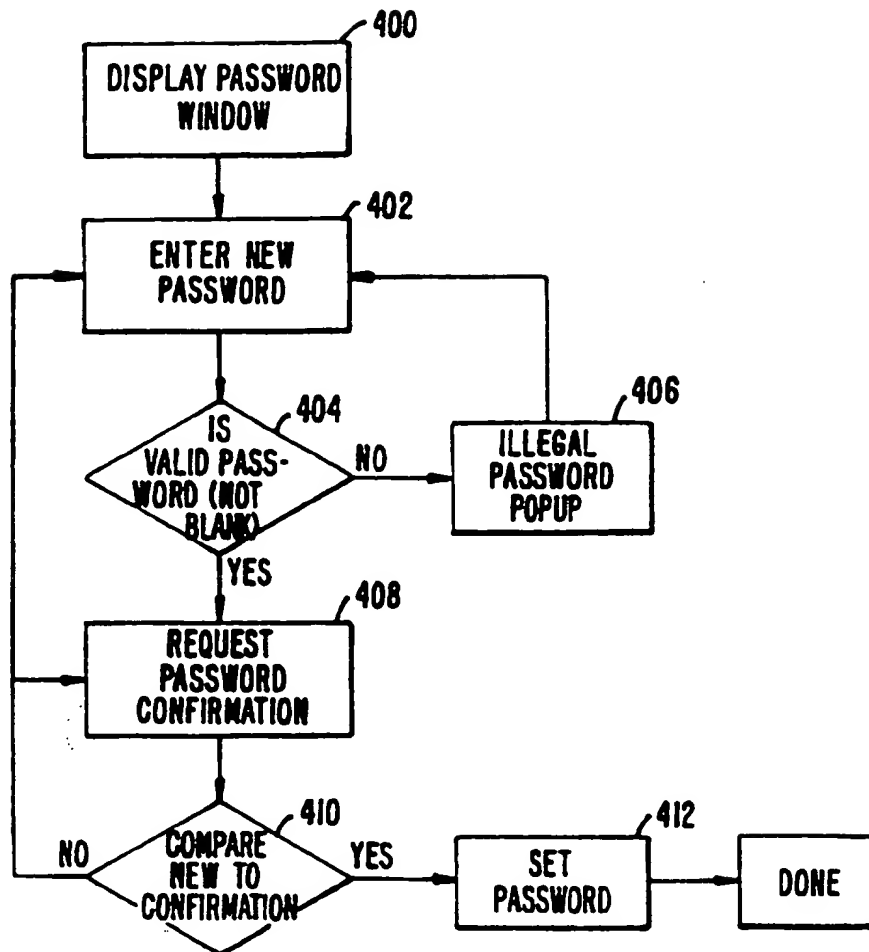 400
DISPLAY PASSWORD
WINDOW
402
ENTER NEW
PASSWORD
404
IS
VALID PASS-
WORD (NOT
BLANK)
NO
406
ILLEGAL
PASSWORD
POPUP
YES
408
REQUEST
PASSWORD
CONFIRMATION
410
COMPARE
NEW TO
CONFIRMATION
NO
YES
412
SET
PASSWORD
DONE